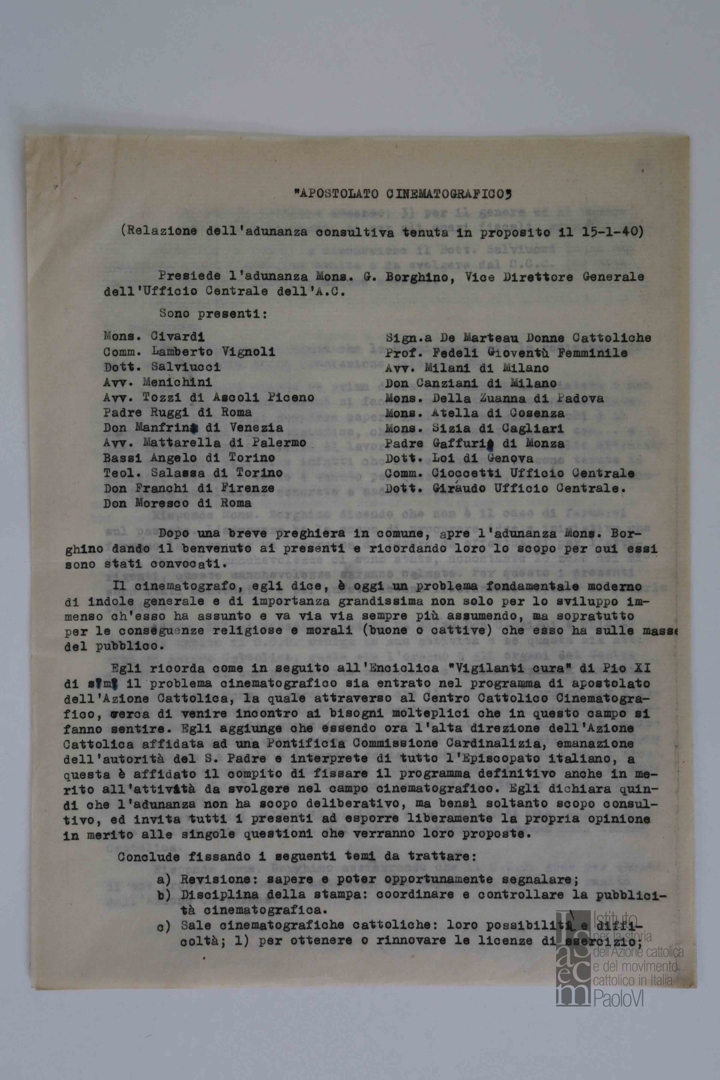 "APOSTOLATO CINEMATOGRAFICO"
(Relazione dell'adunanza consultiva tenuta in proposito il 15-1-40)
Presiede l'adunanza Mons. G. Borghino, Vice Direttore Generale
dell'Ufficio Centrale dell'A.C.
Sono presenti:
Mons. Civardi
Comm. Lamberto Vignoli
Dott. Salviucci
Avv. Menichini
Avv. Tozzi di Ascoli Piceno
Padre Ruggi di Roma
Don Manfrin di Venezia
Avv. Mattarella di Palermo
Bassi Angelo di Torino
Teol. Salassa di Torino
Don Franchi di Firenze
Don Moresco di Roma
Sign.a De Marteau Donne Cattoliche
Prof. Fedeli Gioventù Femminile
Avv. Milani di Milano
Don Canziani di Milano
Mons. Della Zuanna di Padova
Mons. Atella di Cosenza
Mons. Sizia di Cagliari
Padre Gaffuri di Monza
Dott. Loi di Genova
Comm. Cioccetti Ufficio Centrale
Dott. Giraudo Ufficio Centrale.
Dopo una breve preghiera in comune, apre l'adunanza Mons. Bor-
ghino dando il benvenuto ai presenti e ricordando loro lo scopo per cui essi
sono stati convocati.
Il cinematografo, egli dice, è oggi un problema fondamentale moderno
di indole generale e di importanza grandissima non solo per lo sviluppo im-
menso ch'esso ha assunto e va via via sempre più assumendo, ma sopratutto
per le conseguenze religiose e morali (buone o cattive) che esso ha sulle masse
del pubblico.
Egli ricorda come in seguito all'Enciclica "Vigilanti cura" di Pio XI
di s.m. il problema cinematografico sia entrato nel programma di apostolato
dell'Azione Cattolica, la quale attraverso al Centro Cattolico Cinematogra-
fico, cerca di venire incontro ai bisogni molteplici che in questo campo si
fanno sentire. Egli aggiunge che essendo ora l'alta direzione dell'Azione
Cattolica affidata ad una Pontificia Commissione Cardinalizia, emanazione
dell'autorità del S. Padre e interprete di tutto l'Episcopato italiano, a
questa è affidato il compito di fissare il programma definitivo anche in me-
rito all'attività da svolgere nel campo cinematografico. Egli dichiara quin-
di che l'adunanza non ha scopo deliberativo, ma bensì soltanto scopo consul-
tivo, ed invita tutti i presenti ad esporre liberamente la propria opinione
in merito alle singole questioni che verranno loro proposte.
Conclude fissando i seguenti temi da trattare:
a) Revisione: sapere e poter opportunamente segnalare;
b) Disciplina della stampa: coordinare e controllare la pubblici-
tà cinematografica.
c) Sale cinematografiche cattoliche: loro possibilità e diffi-
coltà; 1) per ottenere o rinnovare le licenze di esercizio;
Istituto
per la storia
dell'Azione cattolica
e del movimento
cattolico in Italia
PaoloVI